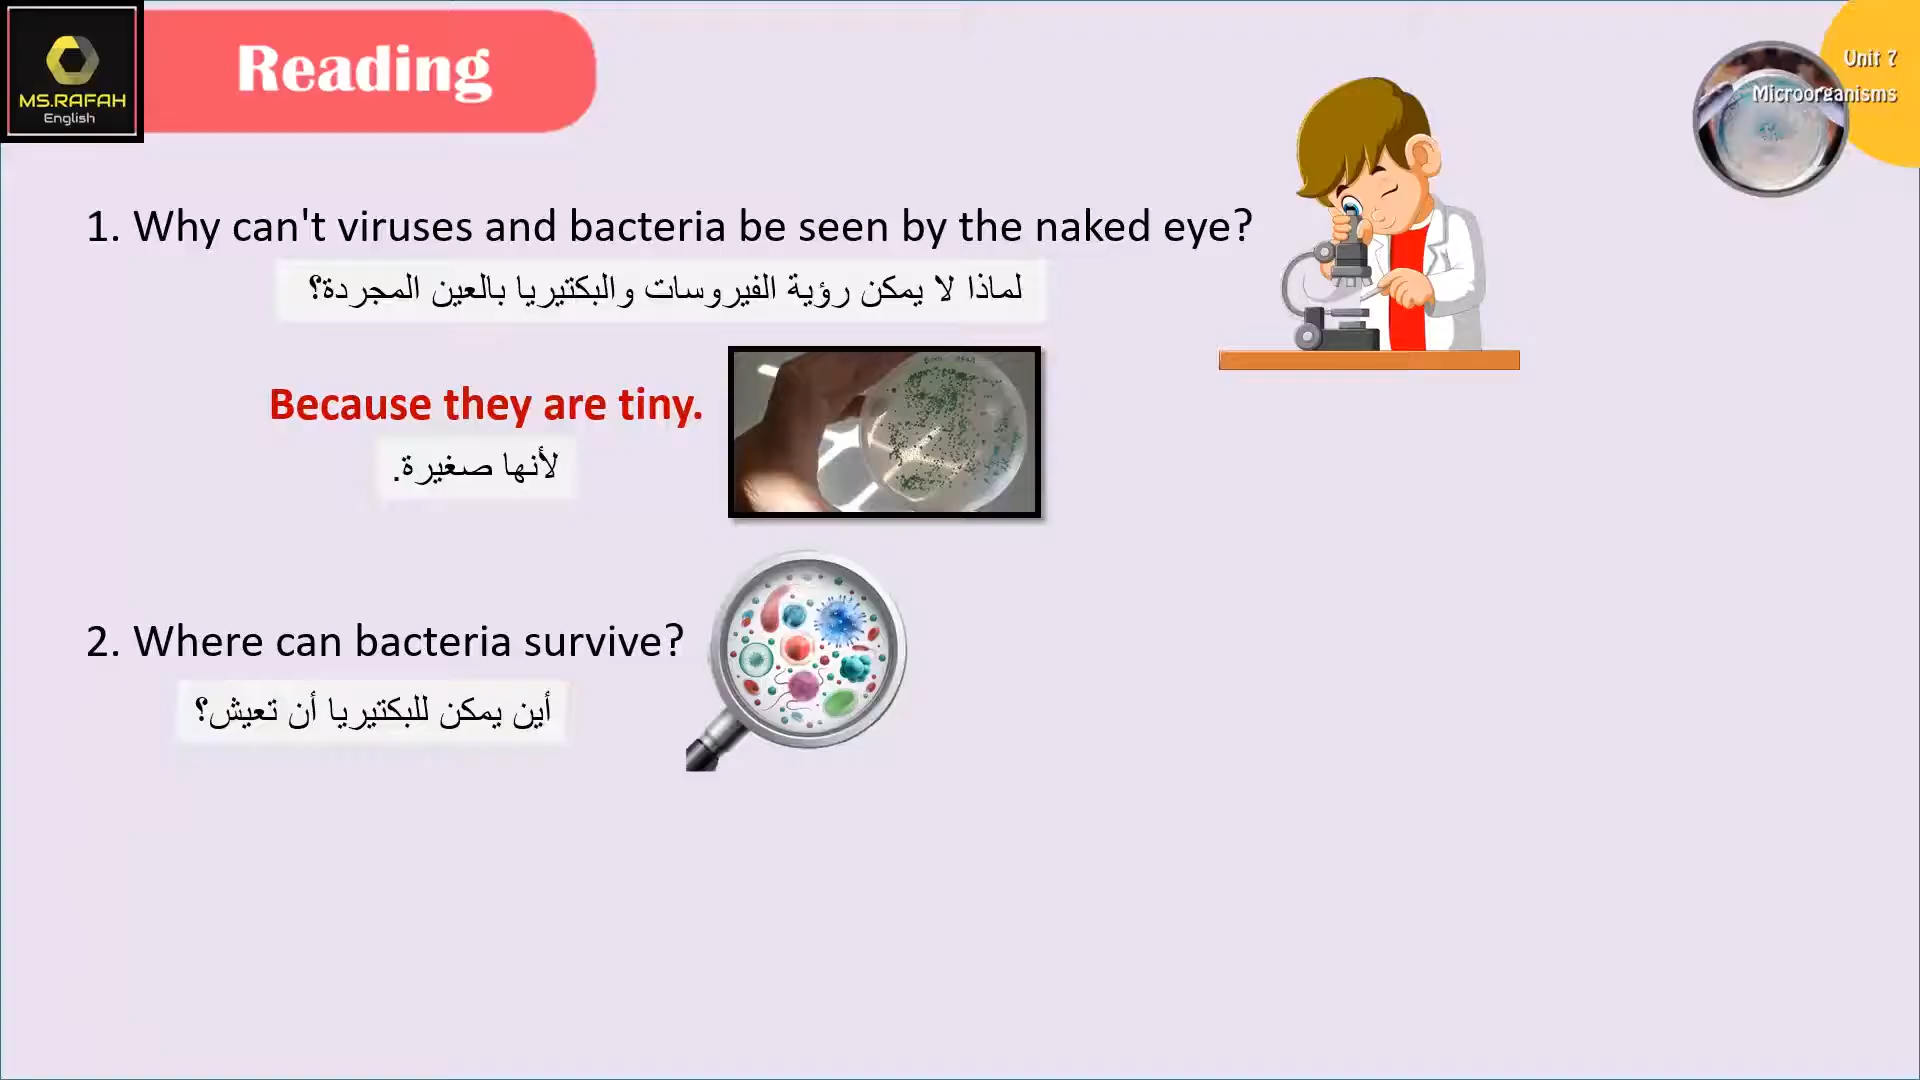 MS.RAFAH
English
Reading
Unit 7
Microorganisms
1. Why can't viruses and bacteria be seen by the naked eye?
لماذا لا يمكن رؤية الفيروسات والبكتيريا بالعين المجردة؟
Because they are tiny.
لأنها صغيرة.
2. Where can bacteria survive?
أين يمكن للبكتيريا أن تعيش؟